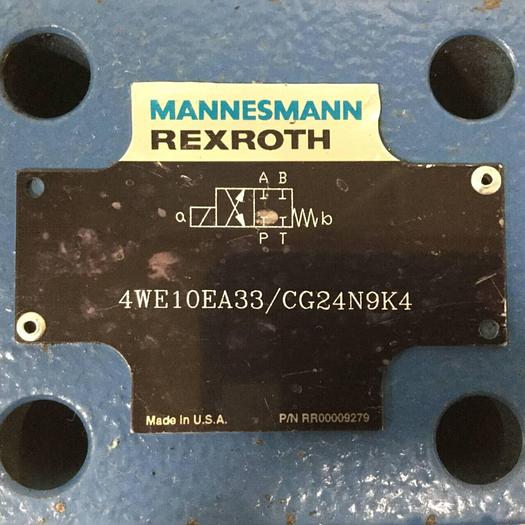 MANNESMANN
REXROTH
A B
a b
P T
4WE10EA33/CG24N9K4
Made in U.S.A. P/N RR00009279